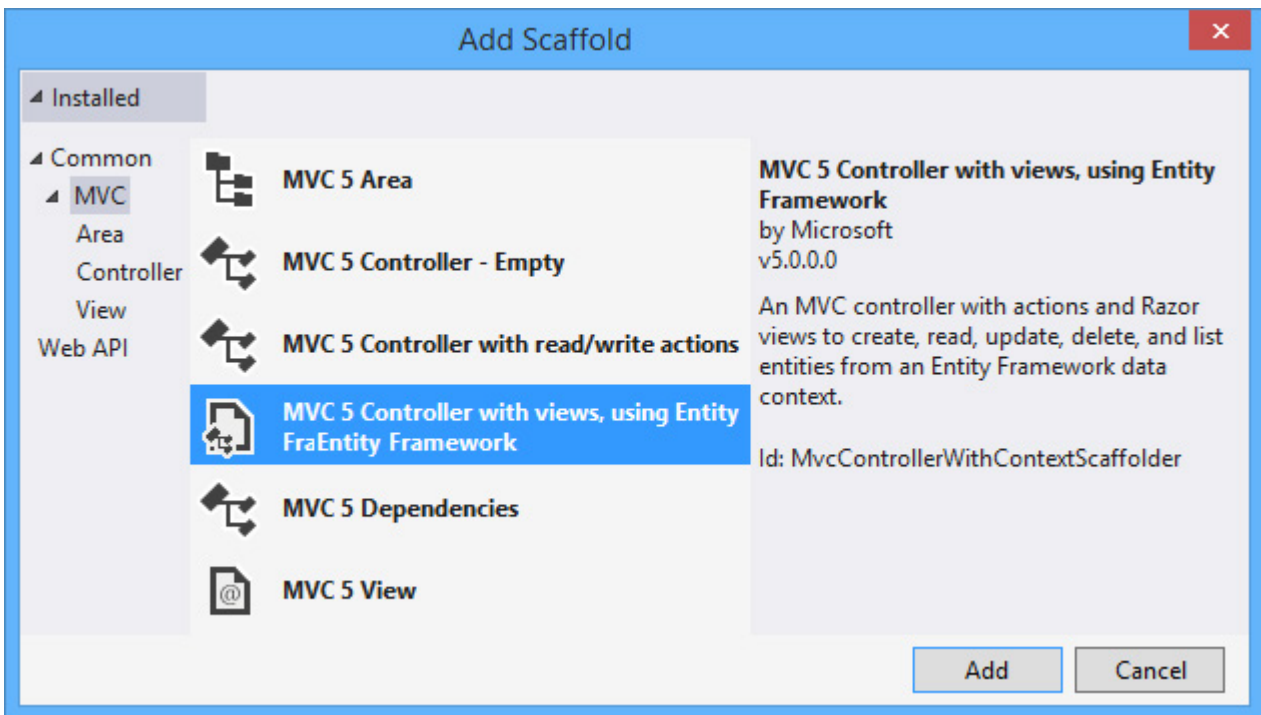 Add Scaffold
Installed
Common
MVC
Area
Controller
View
Web API
MVC 5 Area
MVC 5 Controller - Empty
MVC 5 Controller with read/write actions
MVC 5 Controller with views, using Entity
FraEntity Framework
MVC 5 Dependencies
@
MVC 5 View
MVC 5 Controller with views, using Entity
Framework
by Microsoft
v5.0.0.0
An MVC controller with actions and Razor
views to create, read, update, delete, and list
entities from an Entity Framework data
context.
Id: MvcControllerWithContextScaffolder
Add
Cancel